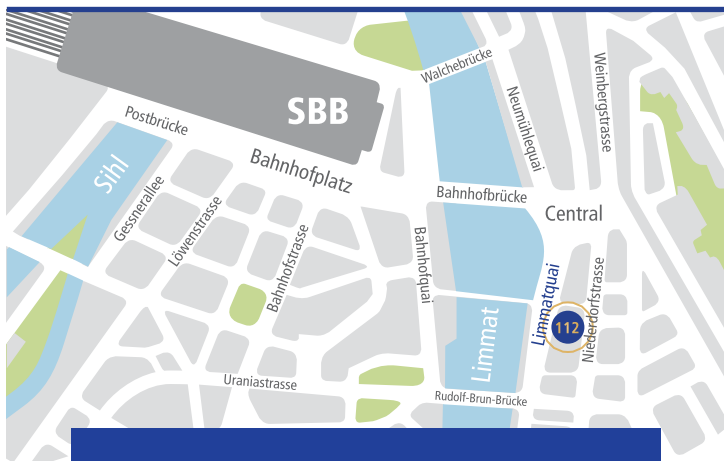 Walchebrücke
Weinbergstrasse
Neumühlequai
SBB
Postbrücke
Bahnhofplatz
Sihl
Gessnerallee
Löwenstrasse
Bahnhofbrücke
Central
Bahnhofstrasse
Bahnhofquai
Limmatquai
Niederdorfstrasse
112
Limmat
Uraniastrasse
Rudolf-Brun-Brücke